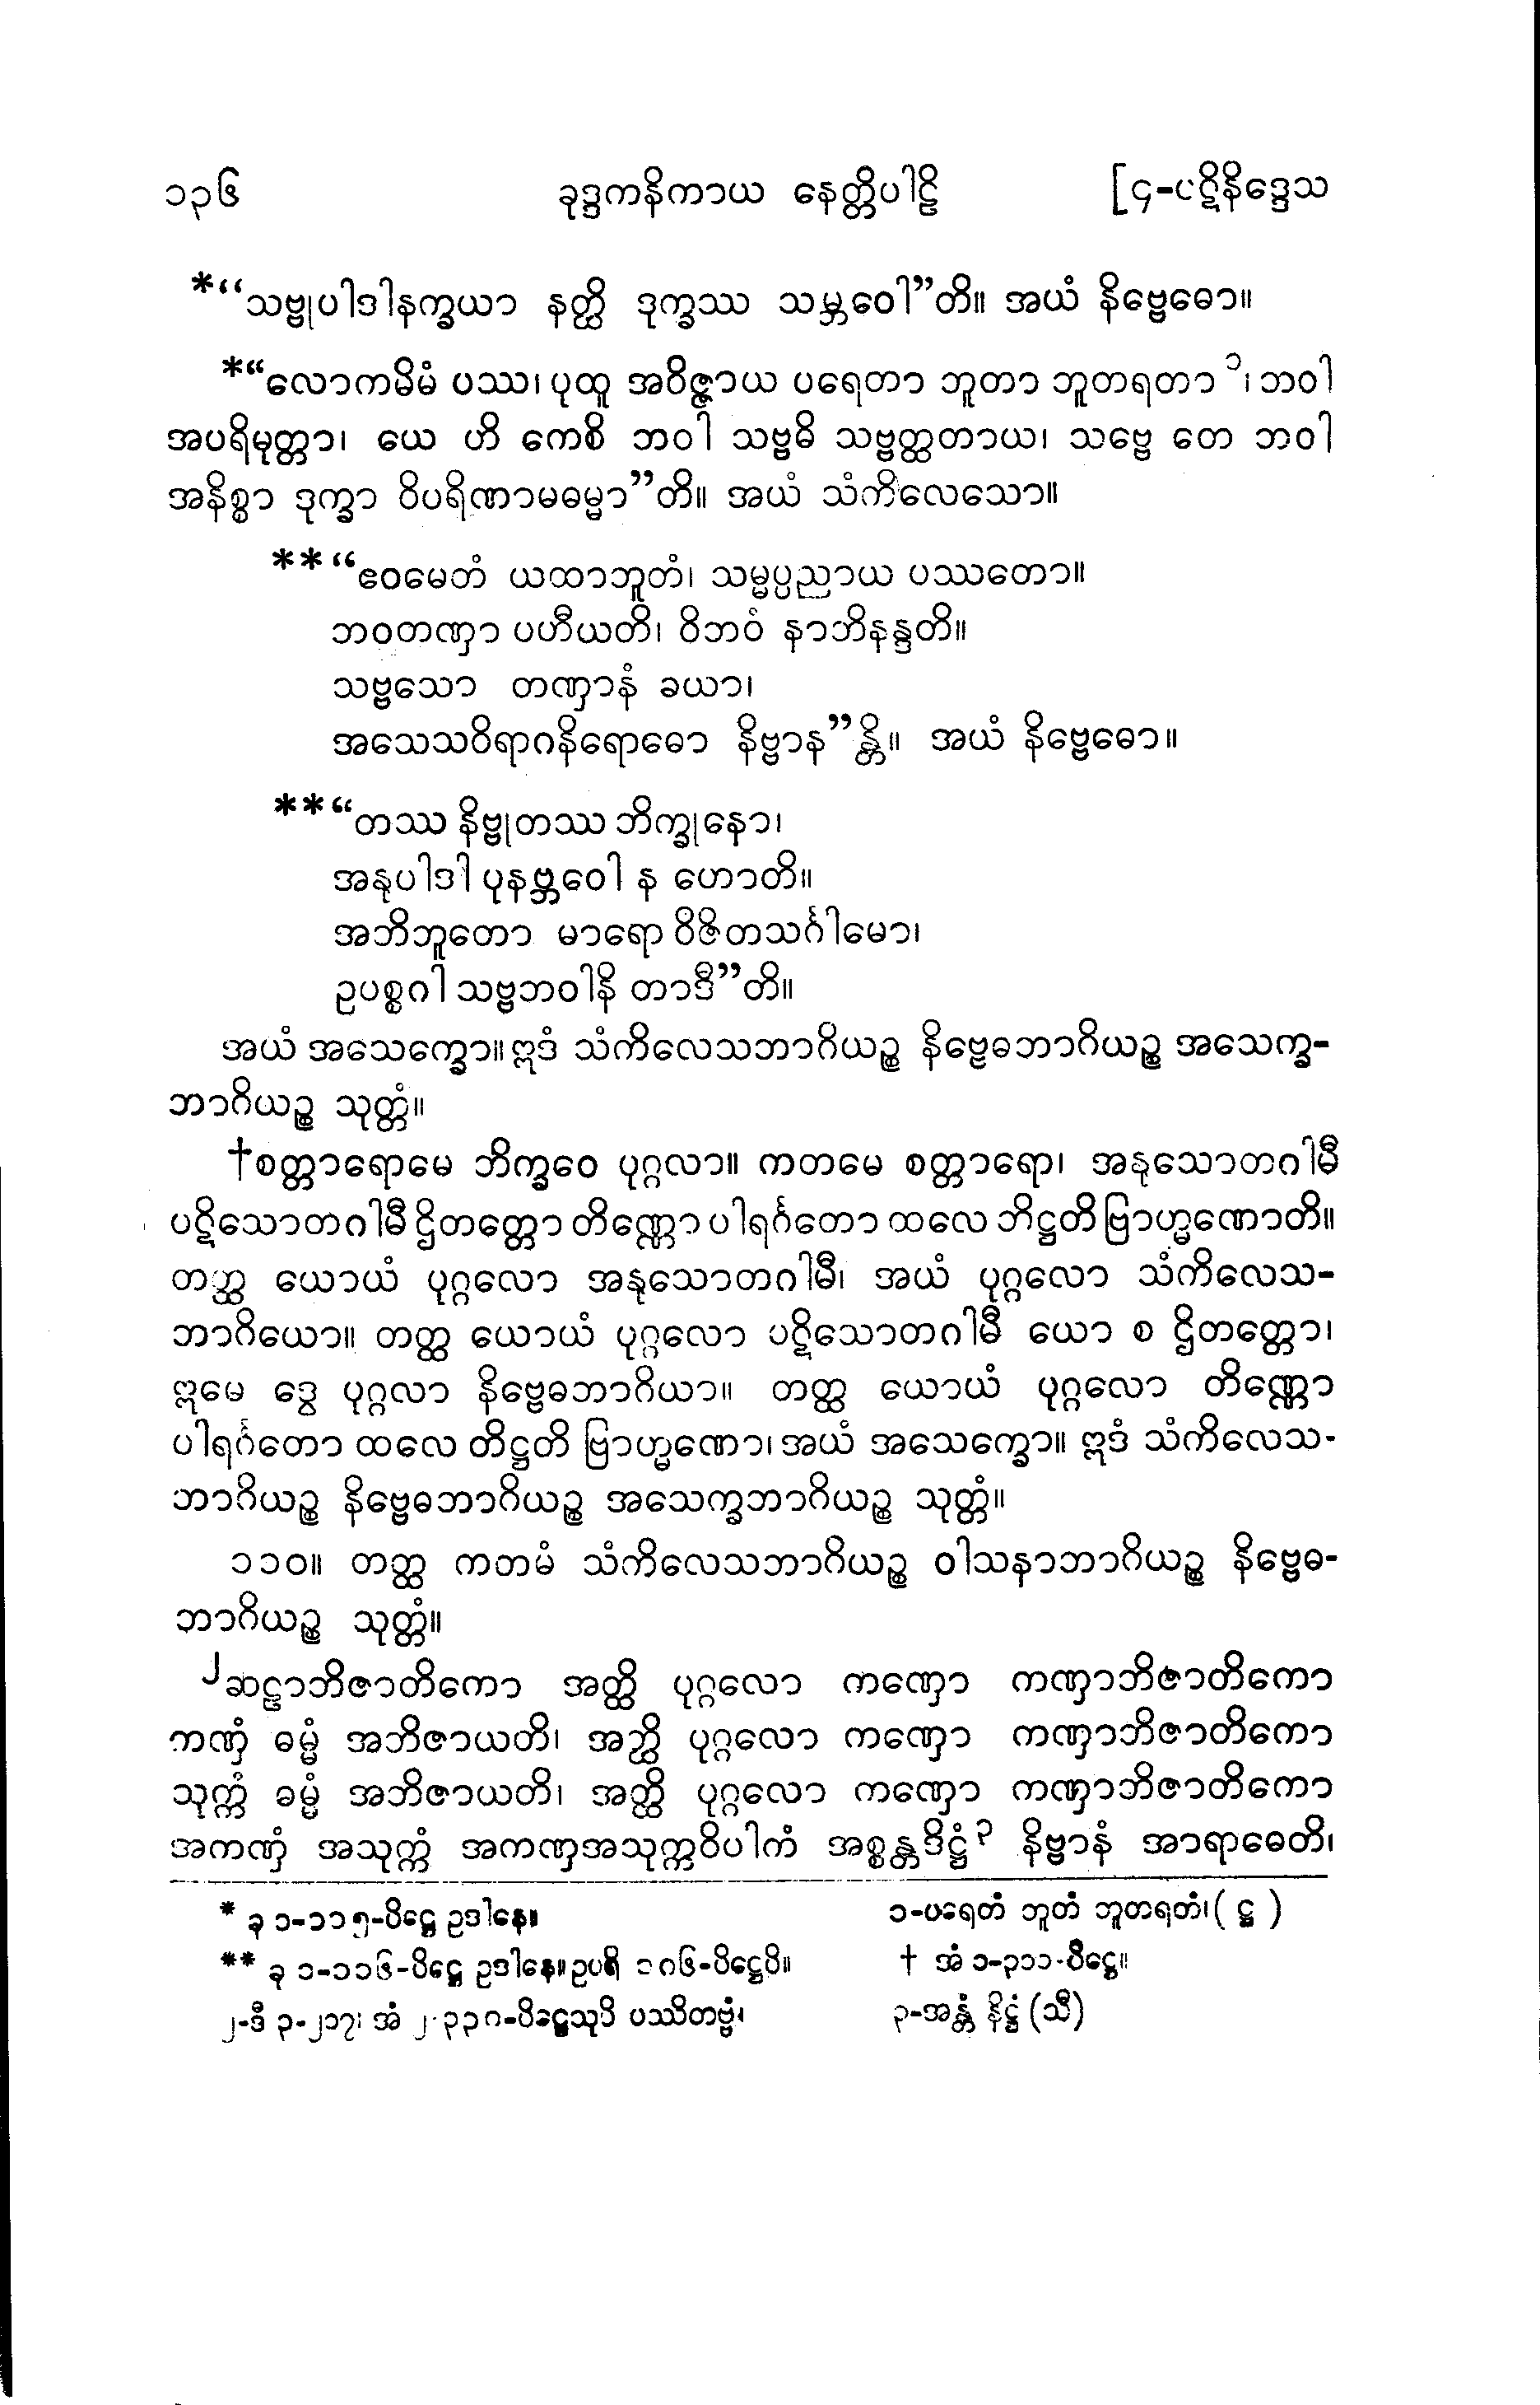 ၁၃၆ ခုဒ္ဒကနိကာယ နေတ္တိပါဠိ [၄-ပဋိနိဒ္ဒေသ
*“သဗ္ဗုပါဒါနက္ခယာ နတ္ထိ ဒုက္ခဿ သမ္ဘဝေါ”တိ။ အယံ နိဗ္ဗေဓော။
*“လောကမိမံ ပဿ၊ ပုထူ အဝိဇ္ဇာယ ပရေတာ ဘူတာ ဘူတရတာ ၁၊ ဘဝါ
အပရိမုတ္တာ၊ ယေ ဟိ ကေစိ ဘဝါ သဗ္ဗဓိ သဗ္ဗတ္ထတာယ၊ သဗ္ဗေ တေ ဘဝါ
အနိစ္စာ ဒုက္ခာ ဝိပရိဏာမဓမ္မာ”တိ။ အယံ သံကိလေသော။
**“ဧဝမေတံ ယထာဘူတံ၊ သမ္မပ္ပညာယ ပဿတော။
ဘဝတဏှာ ပဟီယတိ၊ ဝိဘဝံ နာဘိနန္ဒတိ။
သဗ္ဗသော တဏှာနံ ခယာ၊
အသေသဝိရာဂနိရောဓော နိဗ္ဗာန”န္တိ။ အယံ နိဗ္ဗေဓော။
**“တဿ နိဗ္ဗုတဿ ဘိက္ခုနော၊
အနုပါဒါ ပုနဗ္ဘဝေါ န ဟောတိ။
အဘိဘူတော မာရော ဝိဇိတသင်္ဂါမော၊
ဥပစ္စဂါ သဗ္ဗဘဝါနိ တာဒီ”တိ။
အယံ အသေက္ခော။ ဣဒံ သံကိလေသဘာဂိယဉ္စ နိဗ္ဗေဓဘာဂိယဉ္စ အသေက္ခ-
ဘာဂိယဉ္စ သုတ္တံ။
†စတ္တာရောမေ ဘိက္ခဝေ ပုဂ္ဂလာ။ ကတမေ စတ္တာရော၊ အနုသောတဂါမီ
ပဋိသောတဂါမီ ဌိတတ္တော တိဏ္ဏော ပါရင်္ဂတော ထလေ ဘိဋ္ဌတိ ဗြာဟ္မဏောတိ။
တတ္ထ ယောယံ ပုဂ္ဂလော အနုသောတဂါမီ၊ အယံ ပုဂ္ဂလော သံကိလေသ-
ဘာဂိယော။ တတ္ထ ယောယံ ပုဂ္ဂလော ပဋိသောတဂါမီ ယော စ ဌိတတ္တော၊
ဣမေ ဒွေ ပုဂ္ဂလာ နိဗ္ဗေဓဘာဂိယာ။ တတ္ထ ယောယံ ပုဂ္ဂလော တိဏ္ဏော
ပါရင်္ဂတော ထလေ တိဋ္ဌတိ ဗြာဟ္မဏော၊ အယံ အသေက္ခော။ ဣဒံ သံကိလေသ-
ဘာဂိယဉ္စ နိဗ္ဗေဓဘာဂိယဉ္စ အသေက္ခဘာဂိယဉ္စ သုတ္တံ။
၁၁၀။ တတ္ထ ကတမံ သံကိလေသဘာဂိယဉ္စ ဝါသနာဘာဂိယဉ္စ နိဗ္ဗေဓ-
ဘာဂိယဉ္စ သုတ္တံ။
၂ဆဠာဘိဇာတိကော အတ္ထိ ပုဂ္ဂလော ကဏှော ကဏှာဘိဇာတိကော
ကဏှံ ဓမ္မံ အဘိဇာယတိ၊ အတ္ထိ ပုဂ္ဂလော ကဏှော ကဏှာဘိဇာတိကော
သုက္ကံ ဓမ္မံ အဘိဇာယတိ၊ အတ္ထိ ပုဂ္ဂလော ကဏှော ကဏှာဘိဇာတိကော
အကဏှံ အသုက္ကံ အကဏှအသုက္ကဝိပါကံ အစ္စန္တဒိဋ္ဌံ ၃ နိဗ္ဗာနံ အာရာဓေတိ၊
* ခု ၁-၁၁၅-ပိဋ္ဌေ ဥဒါနေ။ ၁-ပရေတံ ဘူတံ ဘူတရတံ၊ ( ဋ္ဌ )
** ခု ၁-၁၁၆-ပိဋ္ဌေ ဥဒါနေ။ ဥပရိ ၁၈၆-ပိဋ္ဌေပိ။ † အံ ၁-၃၁၁-ပိဋ္ဌေ။
၂-ဒီ ၃-၂၁၇၊ အံ ၂-၃၃၈-ပိဋ္ဌေသုပိ ပဿိတဗ္ဗံ၊ ၃-အန္တံ နိဋ္ဌံ (သီ)